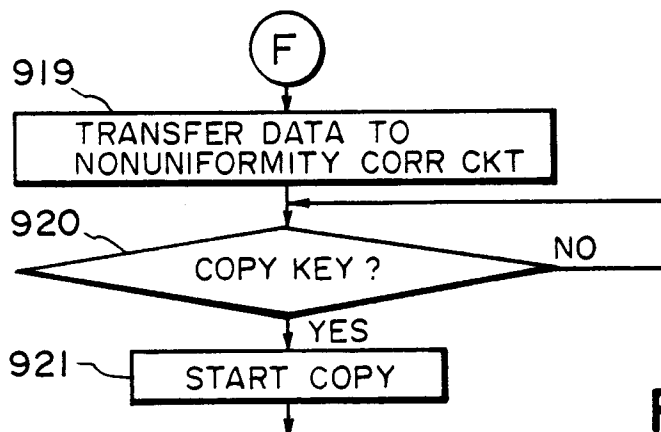 F
919
TRANSFER DATA TO
NONUNIFORMITY CORR CKT
920
COPY KEY ?
NO
YES
921
START COPY